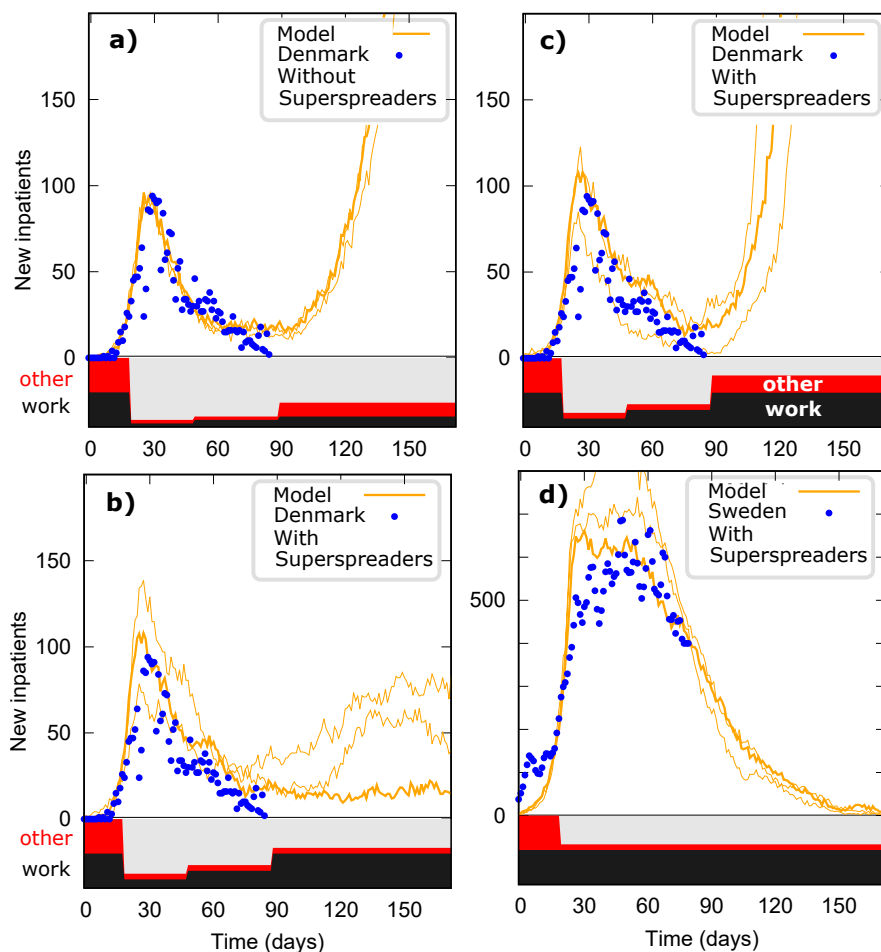 a)
Model
Denmark
Without
Superspreaders
150
100
50
0
New inpatients
other
work
0 30 60 90 120 150
c)
Model
Denmark
With
Superspreaders
150
100
50
0
other
work
0 30 60 90 120 150
b)
Model
Denmark
With
Superspreaders
150
100
50
0
New inpatients
other
work
0 30 60 90 120 150
Time (days)
d)
Model
Sweden
With
Superspreaders
500
0
0 30 60 90 120 150
Time (days)